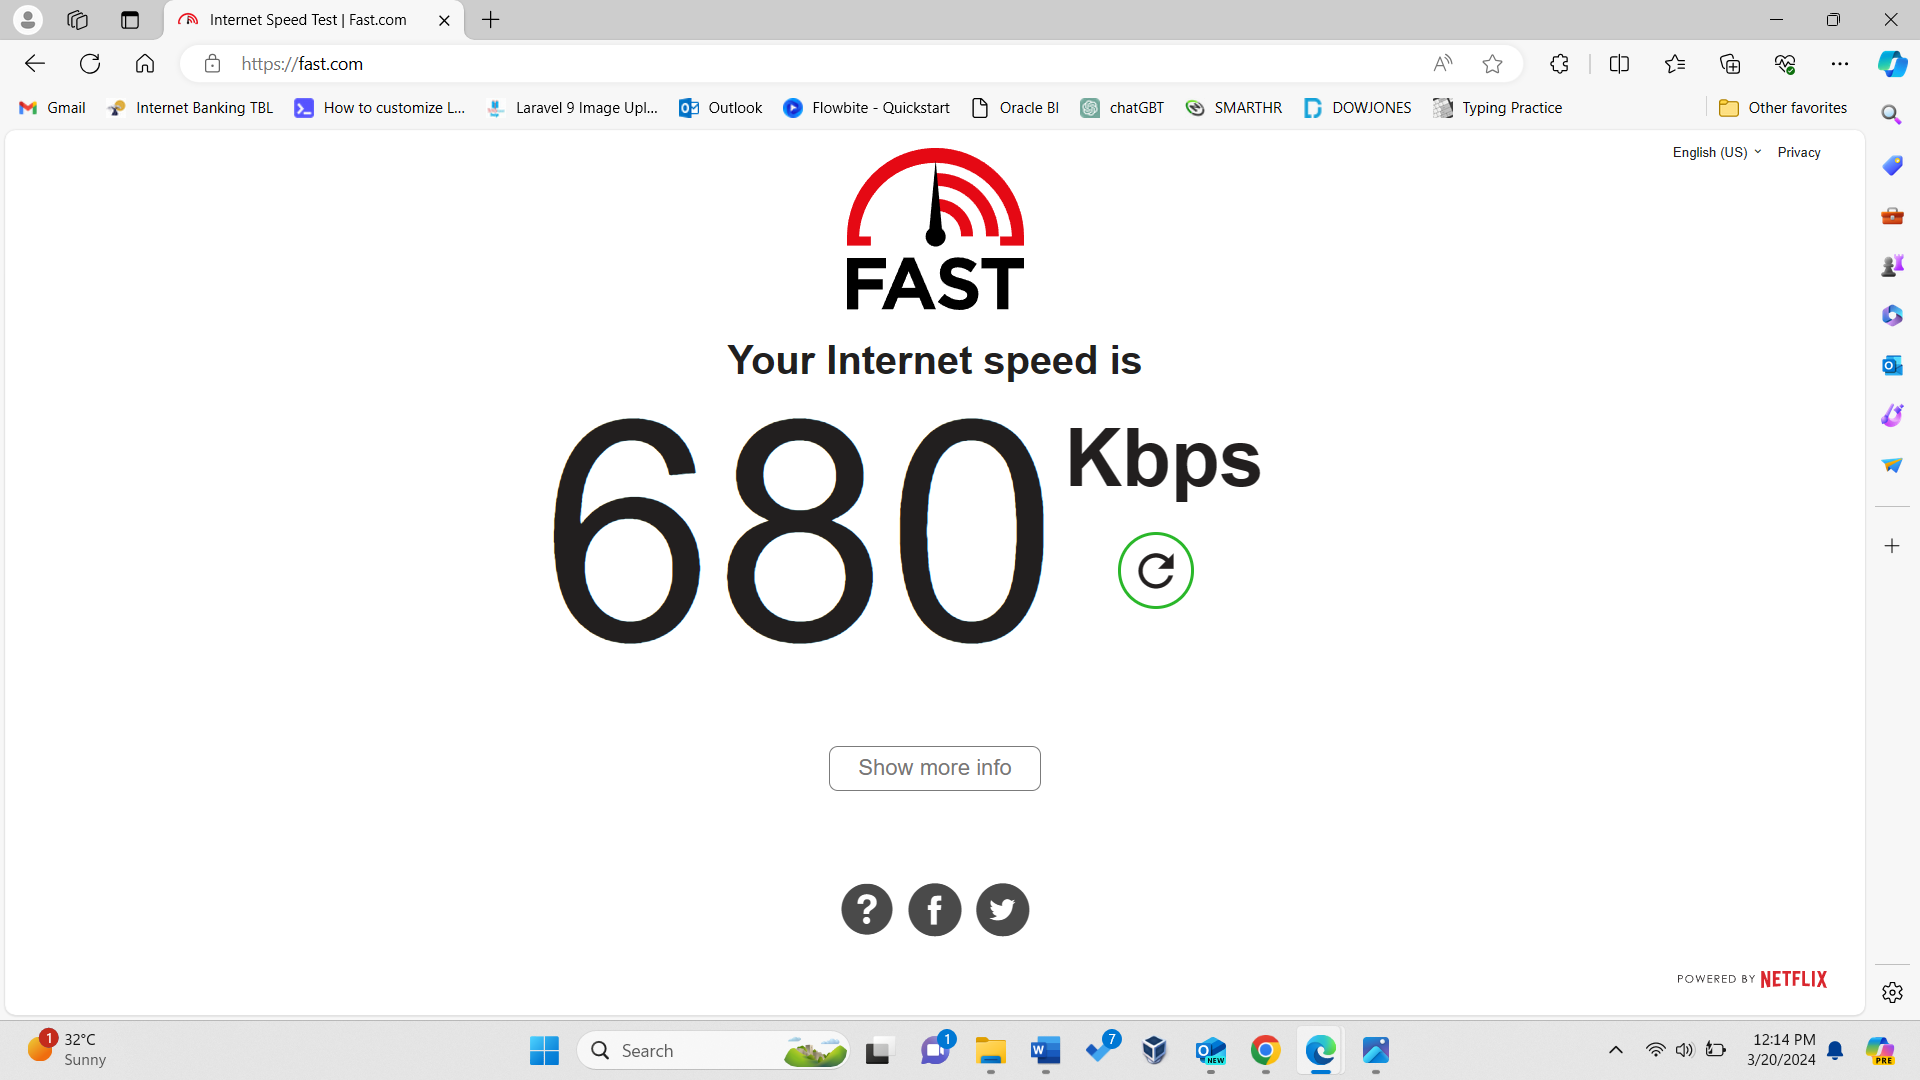 Internet Speed Test | Fast.com
https://fast.com
Gmail
Internet Banking TBL
How to customize L...
Laravel 9 Image Upl...
Outlook
Flowbite - Quickstart
Oracle BI
chatGBT
SMARTHR
DOWJONES
Typing Practice
Other favorites
English (US)
Privacy
FAST
Your Internet speed is
680 Kbps
Show more info
POWERED BY NETFLIX
1
32°C
Sunny
Search
1
7
NEW
12:14 PM
3/20/2024
PRE